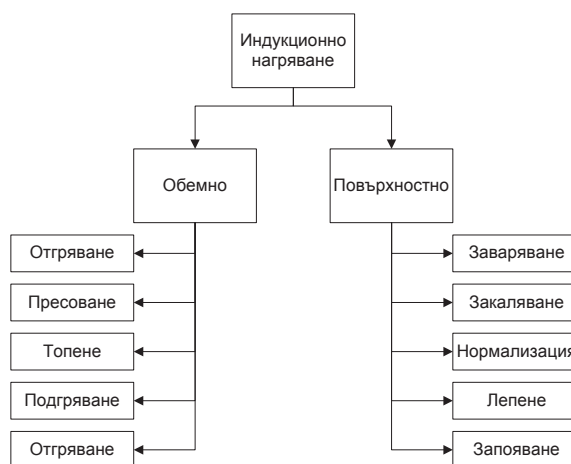 Индукционно
нагряване
Обемно
Повърхностно
Отгряване
Пресоване
Топене
Подгряване
Отгряване
Заваряване
Закаляване
Нормализация
Лепене
Запояване